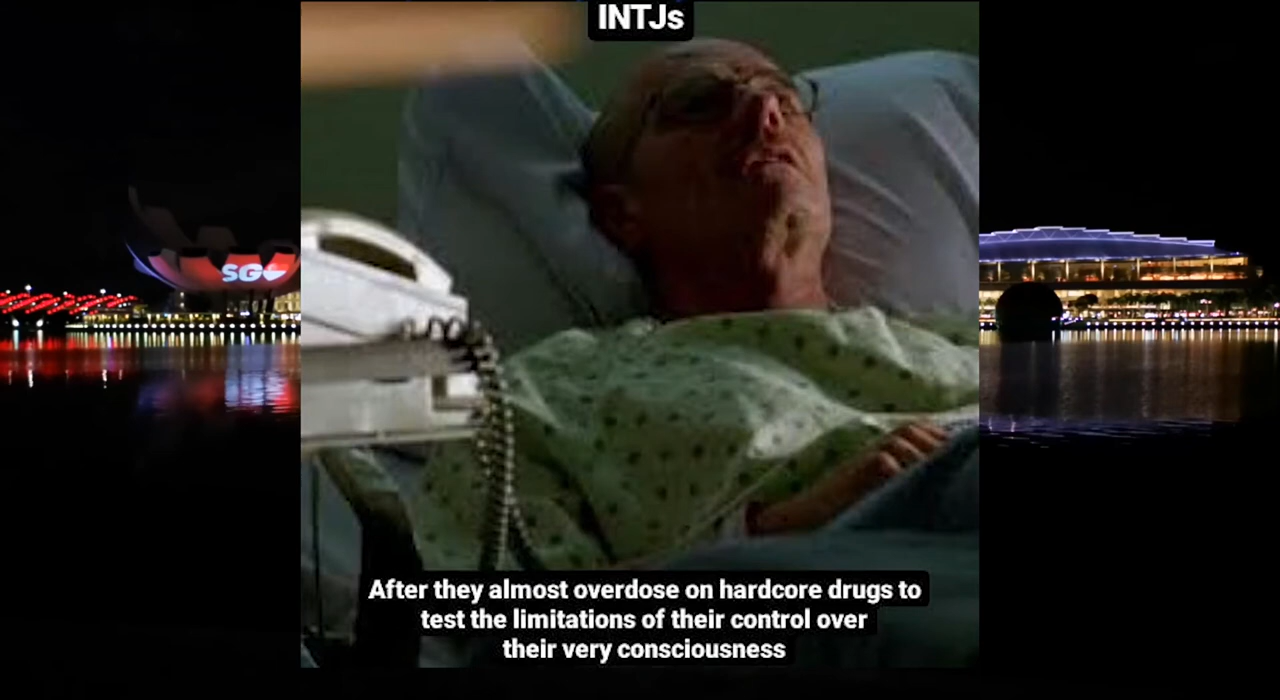 INTJs
SG
After they almost overdose on hardcore drugs to
test the limitations of their control over
their very consciousness